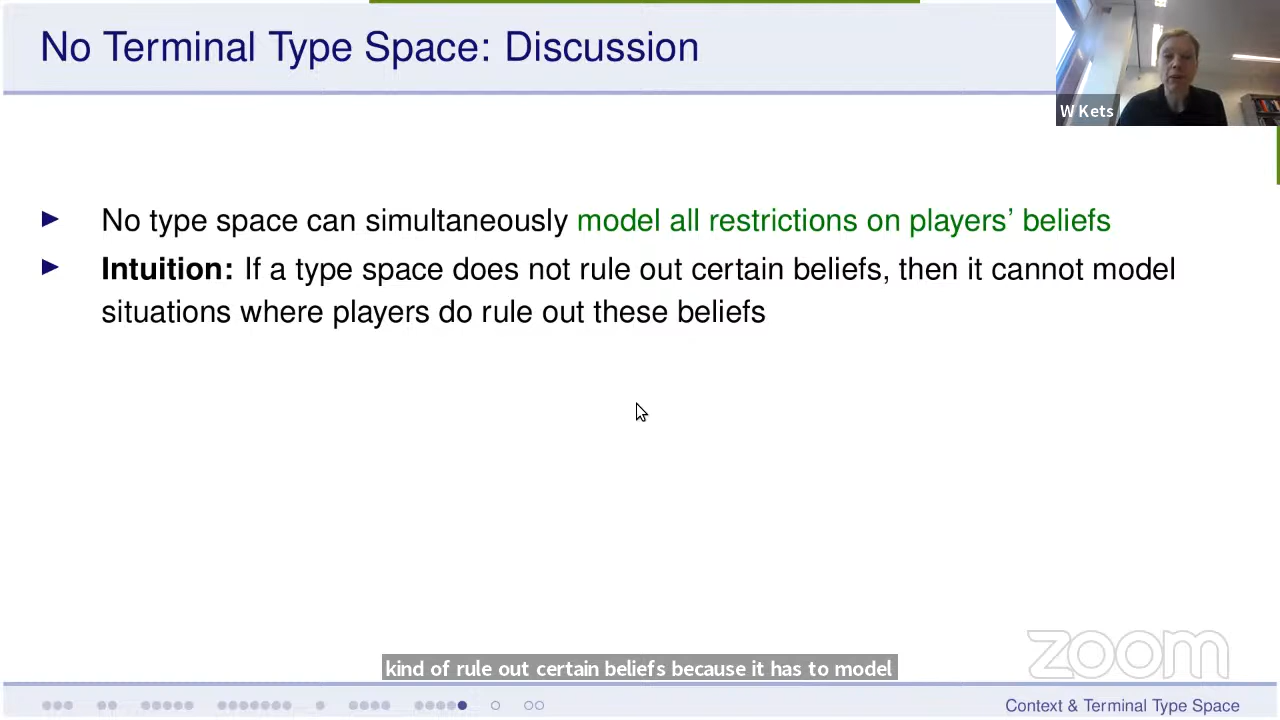 No Terminal Type Space: Discussion
W Kets
No type space can simultaneously model all restrictions on players' beliefs
Intuition: If a type space does not rule out certain beliefs, then it cannot model
situations where players do rule out these beliefs
zoom
kind of rule out certain beliefs because it has to model
Context & Terminal Type Space